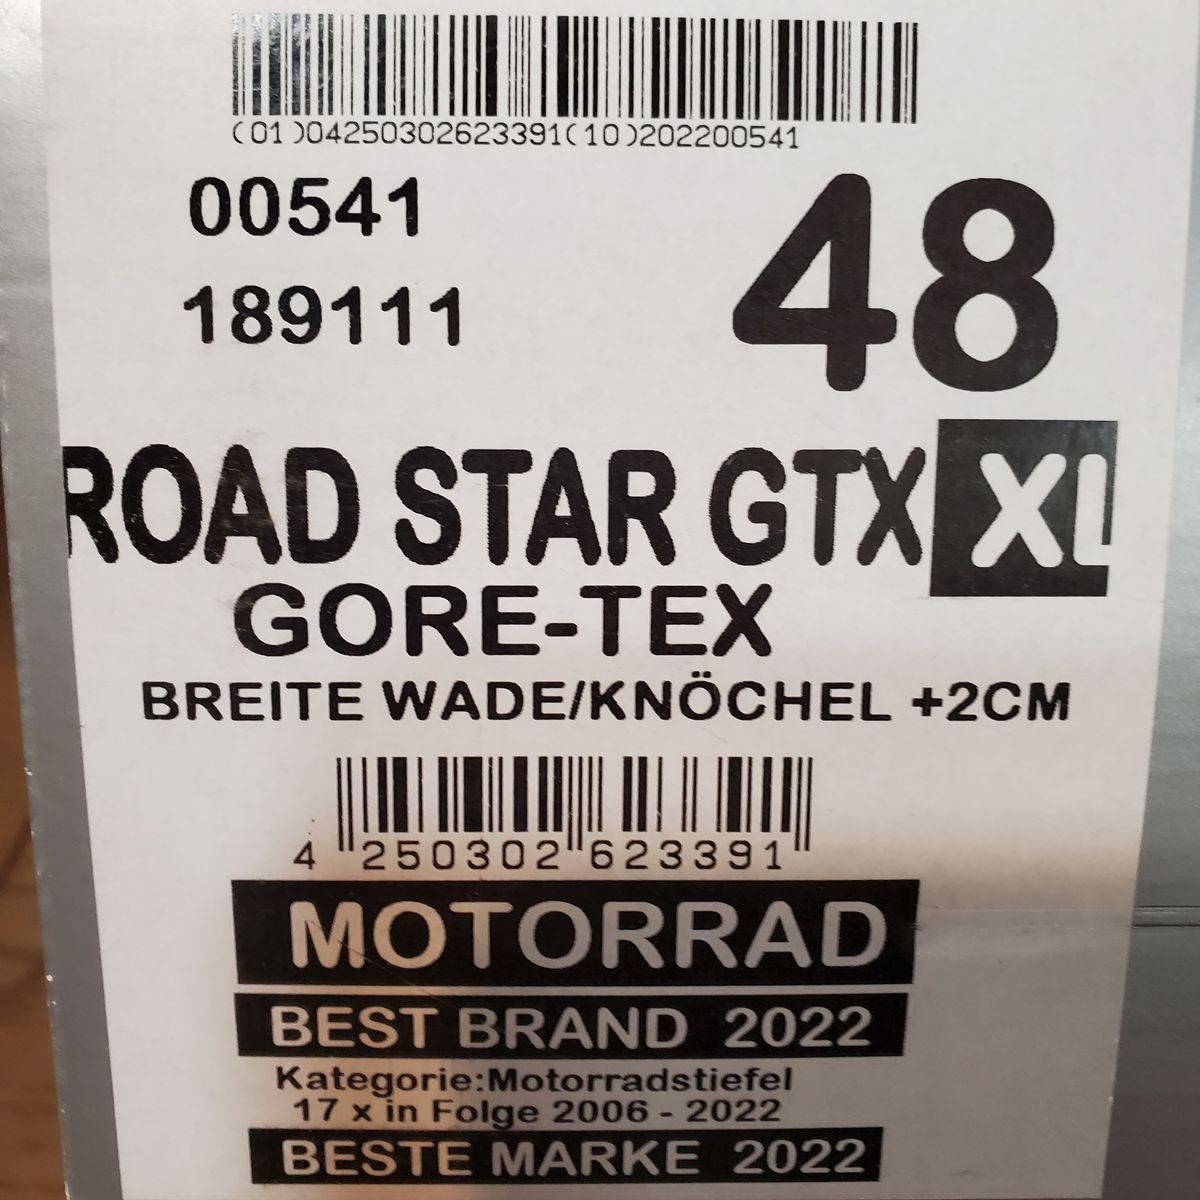 (01)04250302623391(10)202200541
00541
48
189111
ROAD STAR GTX XL
GORE-TEX
BREITE WADE/KNÖCHEL +2CM
4 250302 623391
MOTORRAD
BEST BRAND 2022
Kategorie:Motorradstiefel
17 x in Folge 2006 - 2022
BESTE MARKE 2022